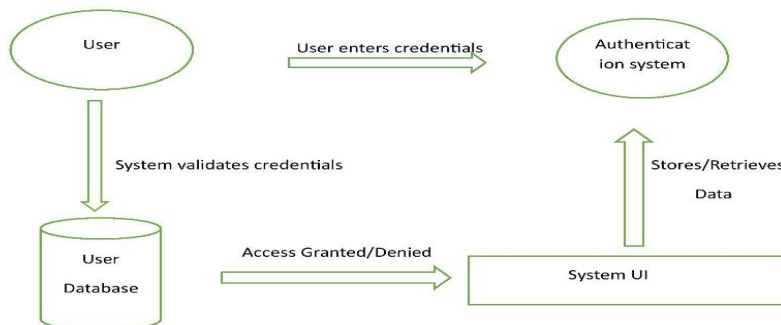 User
User enters credentials
Authenticat
ion system
System validates credentials
Stores/Retrieves
Data
User
Database
Access Granted/Denied
System UI